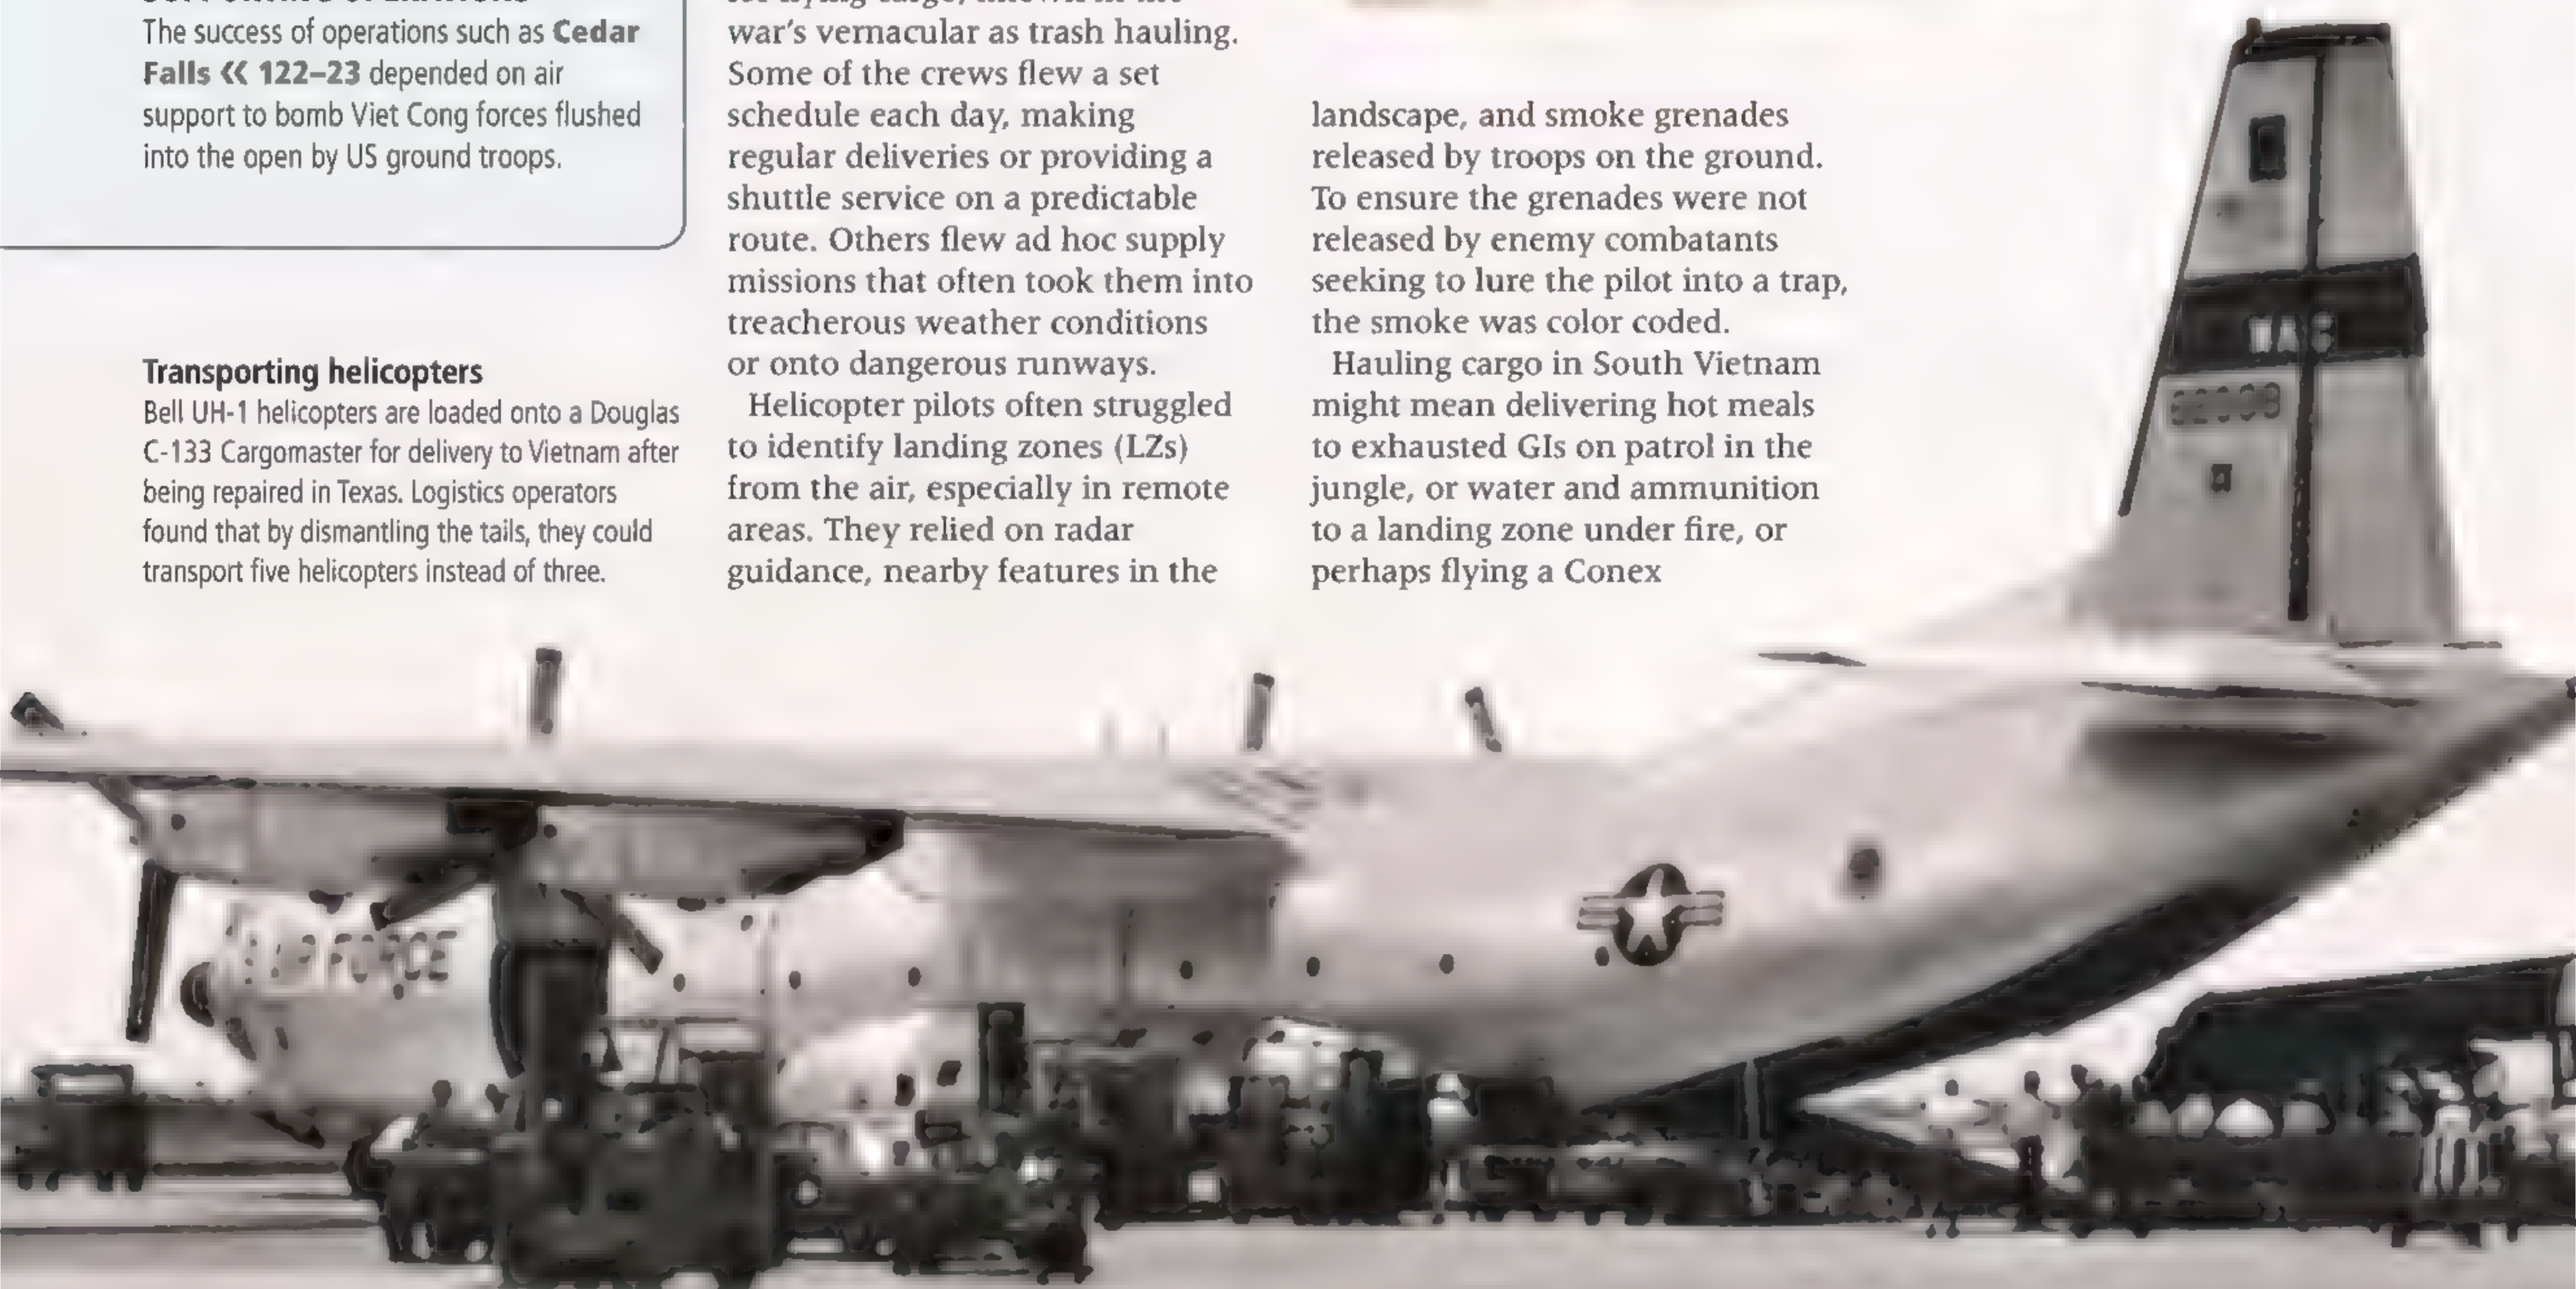 The success of operations such as Cedar
Falls « 122–23 depended on air
support to bomb Viet Cong forces flushed
into the open by US ground troops.
Transporting helicopters
Bell UH-1 helicopters are loaded onto a Douglas
C-133 Cargomaster for delivery to Vietnam after
being repaired in Texas. Logistics operators
found that by dismantling the tails, they could
transport five helicopters instead of three.
war's vernacular as trash hauling.
Some of the crews flew a set
schedule each day, making
regular deliveries or providing a
shuttle service on a predictable
route. Others flew ad hoc supply
missions that often took them into
treacherous weather conditions
or onto dangerous runways.
Helicopter pilots often struggled
to identify landing zones (LZs)
from the air, especially in remote
areas. They relied on radar
guidance, nearby features in the
landscape, and smoke grenades
released by troops on the ground.
To ensure the grenades were not
released by enemy combatants
seeking to lure the pilot into a trap,
the smoke was color coded.
Hauling cargo in South Vietnam
might mean delivering hot meals
to exhausted GIs on patrol in the
jungle, or water and ammunition
to a landing zone under fire, or
perhaps flying a Conex
FORCE